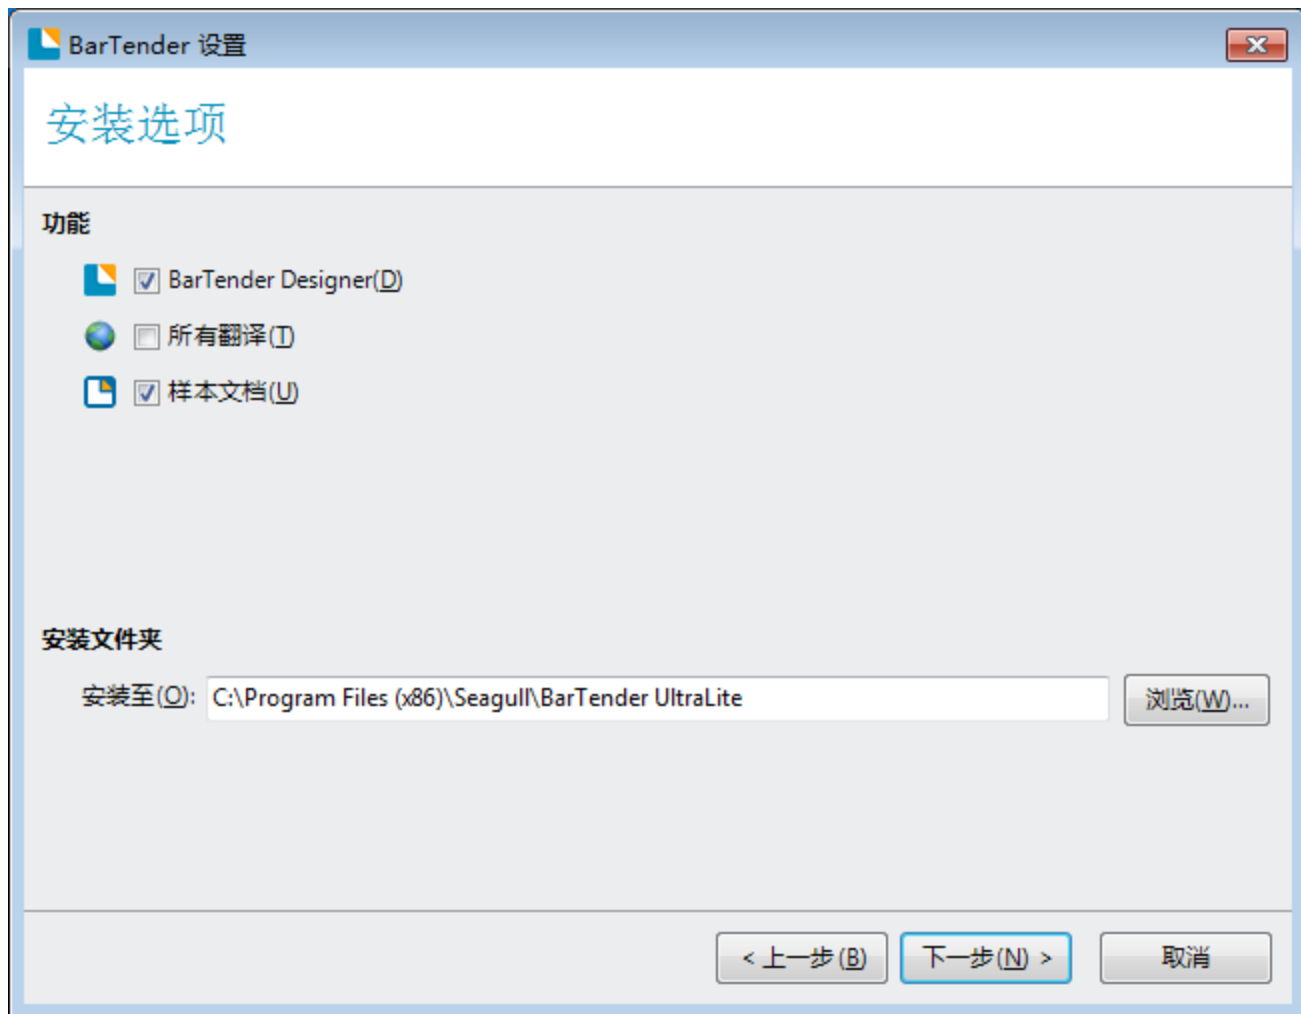 BarTender 设置
安装选项
功能
BarTender Designer(D)
所有翻译(T)
样本文档(U)
安装文件夹
安装至(O): C:\Program Files (x86)\Seagull\BarTender UltraLite 浏览(W)...
< 上一步(B) 下一步(N) > 取消